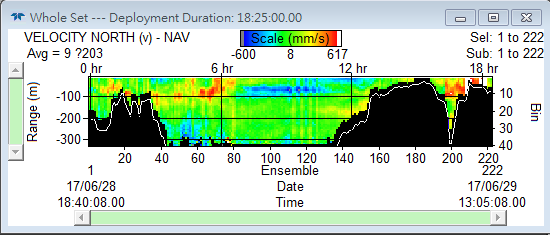 Whole Set --- Deployment Duration: 18:25:00.00
VELOCITY NORTH (v) - NAV
Scale (mm/s)
Sel: 1 to 222
Avg = 9 ?203
-600 8 617
Sub: 1 to 222
0 hr 6 hr 12 hr 18 hr
Range (m)
-100
-200
-300
Bin
10
20
30
40
20 40 60 80 100 120 140 160 180 200 220
1 Ensemble 222
17/06/28 Date 17/06/29
18:40:08.00 Time 13:05:08.00